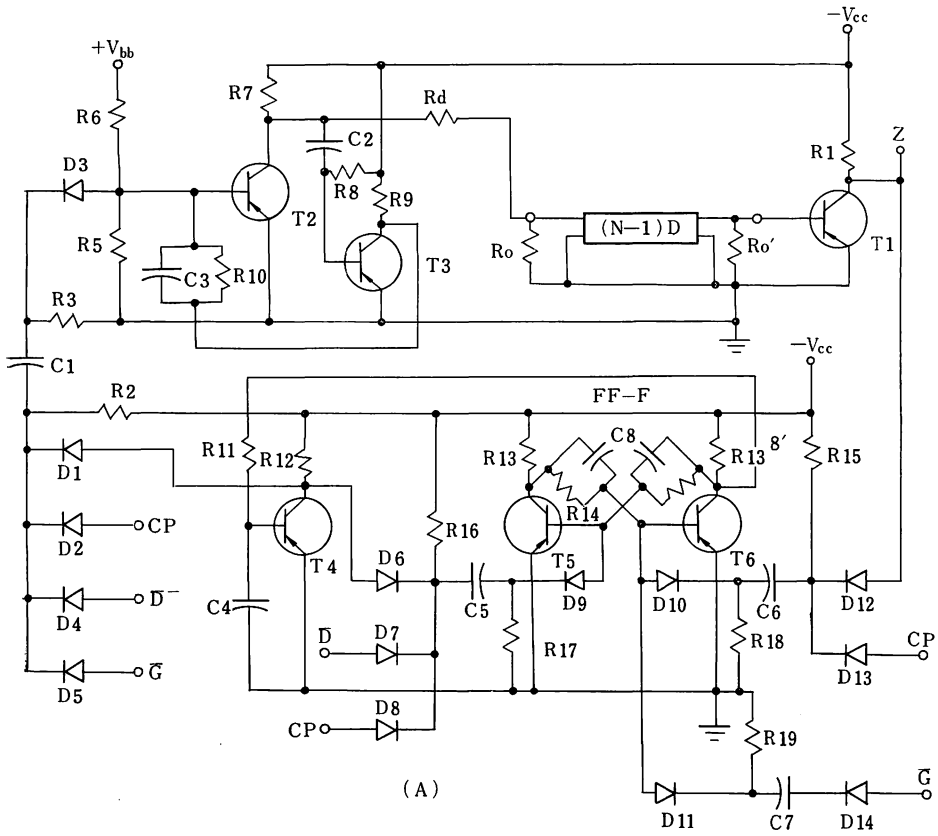 −Vcc
+Vbb
R7
Rd
R6
C2
Z
R1
D3
R8
R9
T2
(N−1)D
R5
T3
T1
C3
R10
Ro
Ro′
R3
C1
−Vcc
R2
FF-F
R11
R12
R13
C8
R13
8′
R15
D1
R14
R16
CP
D2
T4
T5
T6
D6
D‾
D4
C4
C5
D9
D10
C6
D12
D̅
D7
R17
R18
CP
G̅
D5
D13
CP
D8
R19
(A)
G̅
D11
C7
D14